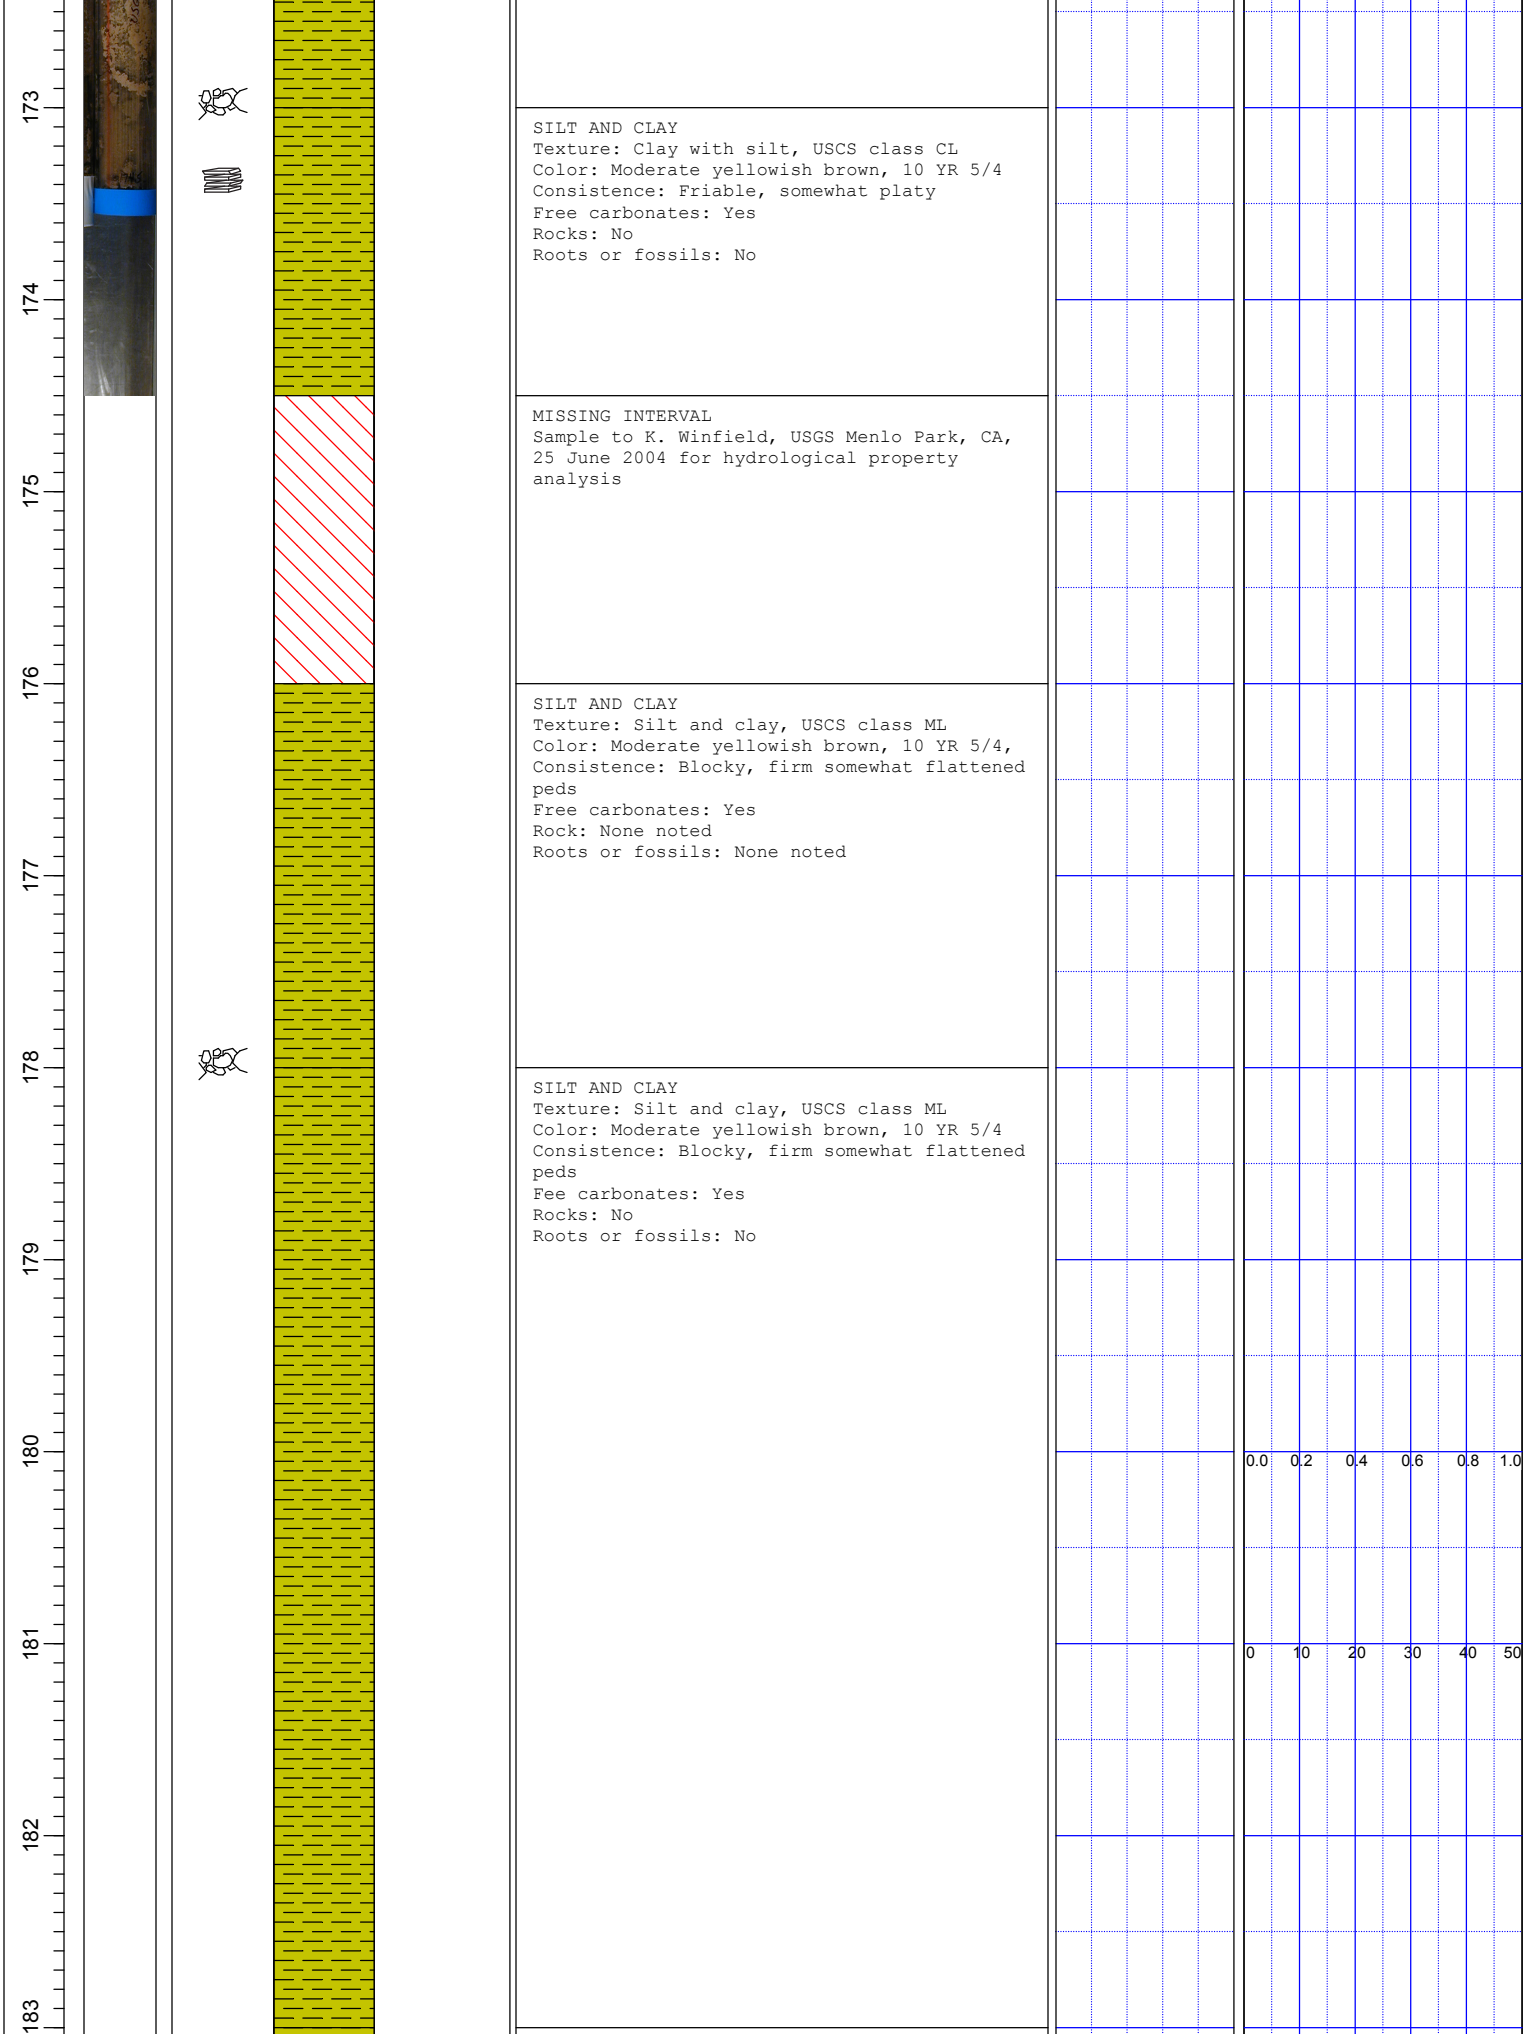 173
SILT AND CLAY
Texture: Clay with silt, USCS class CL
Color: Moderate yellowish brown, 10 YR 5/4
Consistence: Friable, somewhat platy
Free carbonates: Yes
Rocks: No
Roots or fossils: No
174
MISSING INTERVAL
Sample to K. Winfield, USGS Menlo Park, CA,
25 June 2004 for hydrological property
analysis
175
176
SILT AND CLAY
Texture: Silt and clay, USCS class ML
Color: Moderate yellowish brown, 10 YR 5/4,
Consistence: Blocky, firm somewhat flattened
peds
Free carbonates: Yes
Rock: None noted
Roots or fossils: None noted
177
178
SILT AND CLAY
Texture: Silt and clay, USCS class ML
Color: Moderate yellowish brown, 10 YR 5/4
Consistence: Blocky, firm somewhat flattened
peds
Fee carbonates: Yes
Rocks: No
Roots or fossils: No
179
180
0.0 0.2 0.4 0.6 0.8 1.0
181
0 10 20 30 40 50
182
183